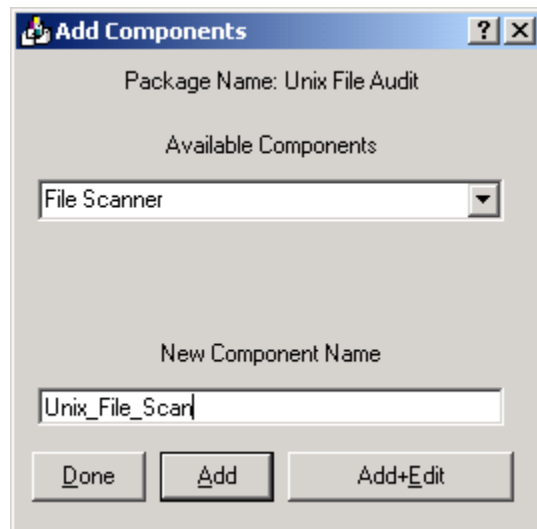 Add Components
Package Name: Unix File Audit
Available Components
File Scanner
New Component Name
Unix_File_Scan
Done Add Add+Edit